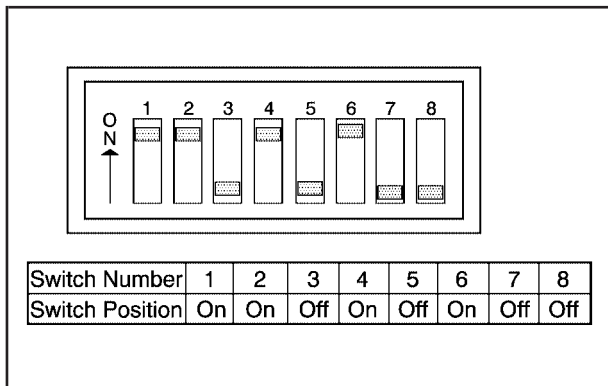 ON
1 2 3 4 5 6 7 8
Switch Number 1 2 3 4 5 6 7 8
Switch Position On On Off On Off On Off Off